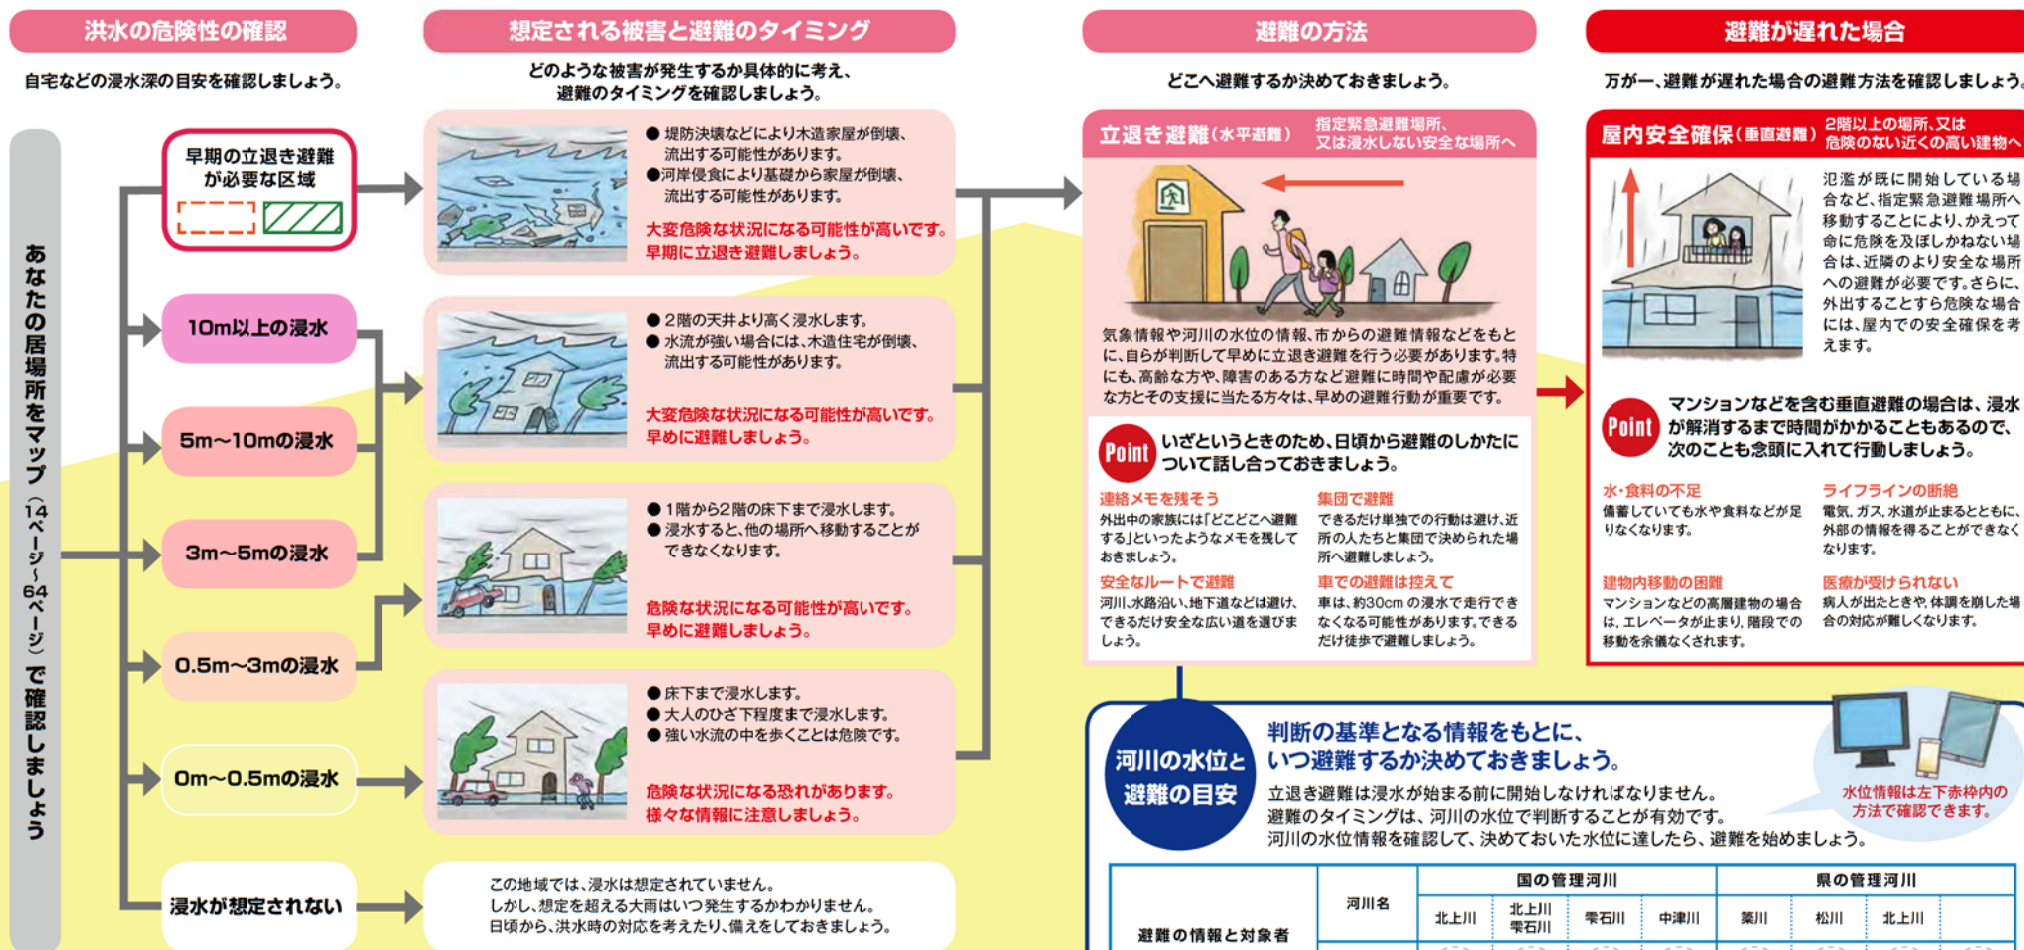 洪水の危険性の確認
自宅などの浸水深の目安を確認しましょう。
あなたの居場所をマップ（14ページ～64ページ）で確認しましょう
早期の立退き避難
が必要な区域
10m以上の浸水
5m～10mの浸水
3m～5mの浸水
0.5m～3mの浸水
0m～0.5mの浸水
浸水が想定されない
想定される被害と避難のタイミング
どのような被害が発生するか具体的に考え、
避難のタイミングを確認しましょう。
● 堤防決壊などにより木造家屋が倒壊、
流出する可能性があります。
●河岸侵食により基礎から家屋が倒壊、
流出する可能性があります。
大変危険な状況になる可能性が高いです。
早期に立退き避難しましょう。
● 2階の天井より高く浸水します。
● 水流が強い場合には、木造住宅が倒壊、
流出する可能性があります。
大変危険な状況になる可能性が高いです。
早めに避難しましょう。
● 1階から2階の床下まで浸水します。
● 浸水すると、他の場所へ移動することが
できなくなります。
危険な状況になる可能性が高いです。
早めに避難しましょう。
● 床下まで浸水します。
● 大人のひざ下程度まで浸水します。
● 強い水流の中を歩くことは危険です。
危険な状況になる恐れがあります。
様々な情報に注意しましょう。
この地域では、浸水は想定されていません。
しかし、想定を超える大雨はいつ発生するかわかりません。
日頃から、洪水時の対応を考えたり、備えをしておきましょう。
避難の方法
どこへ避難するか決めておきましょう。
立退き避難（水平避難）
指定緊急避難場所、
又は浸水しない安全な場所へ
気象情報や河川の水位の情報、市からの避難情報などをもと
に、自らが判断して早めに立退き避難を行う必要があります。特
にも、高齢な方や、障害のある方など避難に時間や配慮が必要
な方とその支援に当たる方々は、早めの避難行動が重要です。
Point
いざというときのため、日頃から避難のしかたに
ついて話し合っておきましょう。
連絡メモを残そう
外出中の家族には「どこどこへ避難
する」といったようなメモを残して
おきましょう。
集団で避難
できるだけ単独での行動は避け、近
所の人たちと集団で決められた場
所へ避難しましょう。
安全なルートで避難
河川、水路沿い、地下道などは避け、
できるだけ安全な広い道を選びま
しょう。
車での避難は控えて
車は、約30cm の浸水で走行でき
なくなる可能性があります。できる
だけ徒歩で避難しましょう。
避難が遅れた場合
万が一、避難が遅れた場合の避難方法を確認しましょう。
屋内安全確保（垂直避難）
2階以上の場所、又は
危険のない近くの高い建物へ
氾濫が既に開始している場
合など、指定緊急避難場所へ
移動することにより、かえって
命に危険を及ぼしかねない場
合は、近隣のより安全な場所
への避難が必要です。さらに、
外出することすら危険な場合
には、屋内での安全確保を考
えます。
Point
マンションなどを含む垂直避難の場合は、浸水
が解消するまで時間がかかることもあるので、
次のことも念頭に入れて行動しましょう。
水・食料の不足
備蓄していても水や食料などが足
りなくなります。
ライフラインの断絶
電気、ガス、水道が止まるとともに、
外部の情報を得ることができなく
なります。
建物内移動の困難
マンションなどの高層建物の場合
は、エレベータが止まり、階段での
移動を余儀なくされます。
医療が受けられない
病人が出たときや、体調を崩した場
合の対応が難しくなります。
河川の水位と
避難の目安
判断の基準となる情報をもとに、
いつ避難するか決めておきましょう。
立退き避難は浸水が始まる前に開始しなければなりません。
避難のタイミングは、河川の水位で判断することが有効です。
河川の水位情報を確認して、決めておいた水位に達したら、避難を始めましょう。
水位情報は左下赤枠内の
方法で確認できます。
避難の情報と対象者
河川名
国の管理河川
県の管理河川
北上川
北上川
雫石川
雫石川
中津川
簗川
松川
北上川